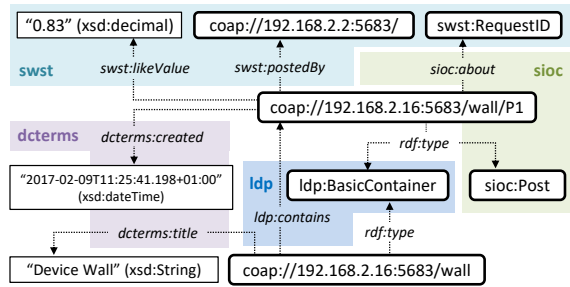 "0.83" (xsd:decimal)
coap://192.168.2.2:5683/
swst:RequestID
swst
swst:likeValue
swst:postedBy
sioc:about
sioc
coap://192.168.2.16:5683/wall/P1
dcterms
dcterms:created
rdf:type
"2017-02-09T11:25:41.198+01:00"
(xsd:dateTime)
ldp
ldp:BasicContainer
sioc:Post
ldp:contains
dcterms:title
rdf:type
"Device Wall" (xsd:String)
coap://192.168.2.16:5683/wall